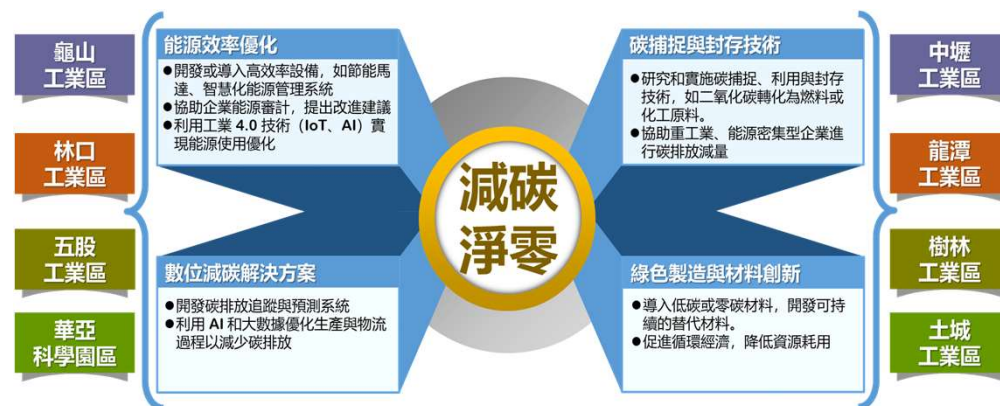 龜山
工業區
林口
工業區
五股
工業區
華亞
科學園區
能源效率優化
●開發或導入高效率設備，如節能馬
達、智慧化能源管理系統
●協助企業能源審計，提出改進建議
●利用工業 4.0 技術（IoT、AI）實
現能源使用優化
數位減碳解決方案
●開發碳排放追蹤與預測系統
●利用 AI 和大數據優化生產與物流
過程以減少碳排放
減碳
淨零
碳捕捉與封存技術
●研究和實施碳捕捉、利用與封存
技術，如二氧化碳轉化為燃料或
化工原料。
●協助重工業、能源密集型企業進
行碳排放減量
綠色製造與材料創新
●導入低碳或零碳材料，開發可持
續的替代材料。
●促進循環經濟，降低資源耗用
中壢
工業區
龍潭
工業區
樹林
工業區
土城
工業區